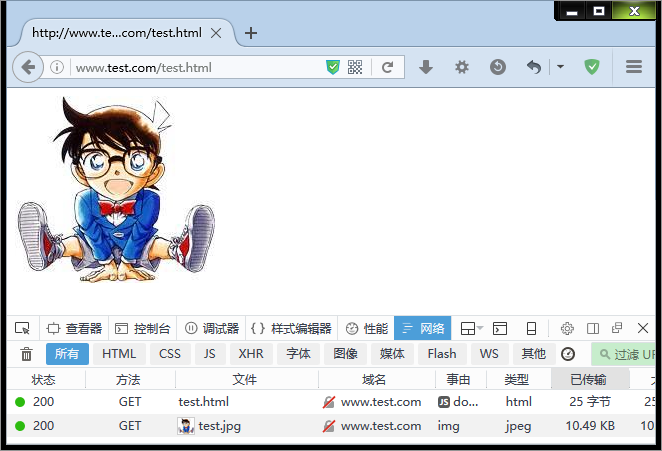 http://www.te...com/test.html
www.test.com/test.html
查看器 控制台 调试器 样式编辑器 性能 网络
所有 HTML CSS JS XHR 字体 图像 媒体 Flash WS 其他 过滤 UR
状态 方法 文件 域名 事由 类型 已传输
200 GET test.html www.test.com JS do... html 25 字节 25
200 GET test.jpg www.test.com img jpeg 10.49 KB 10